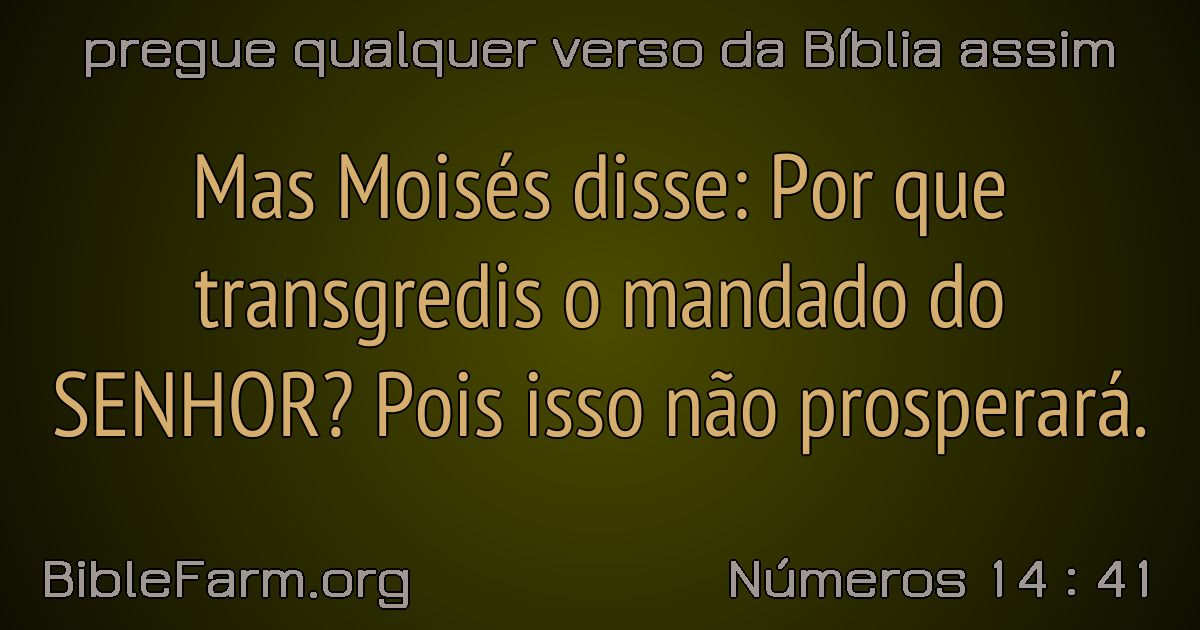 pregue qualquer verso da Bíblia assim
Mas Moisés disse: Por que
transgredis o mandado do
SENHOR? Pois isso não prosperará.
BibleFarm.org
Números 14 : 41